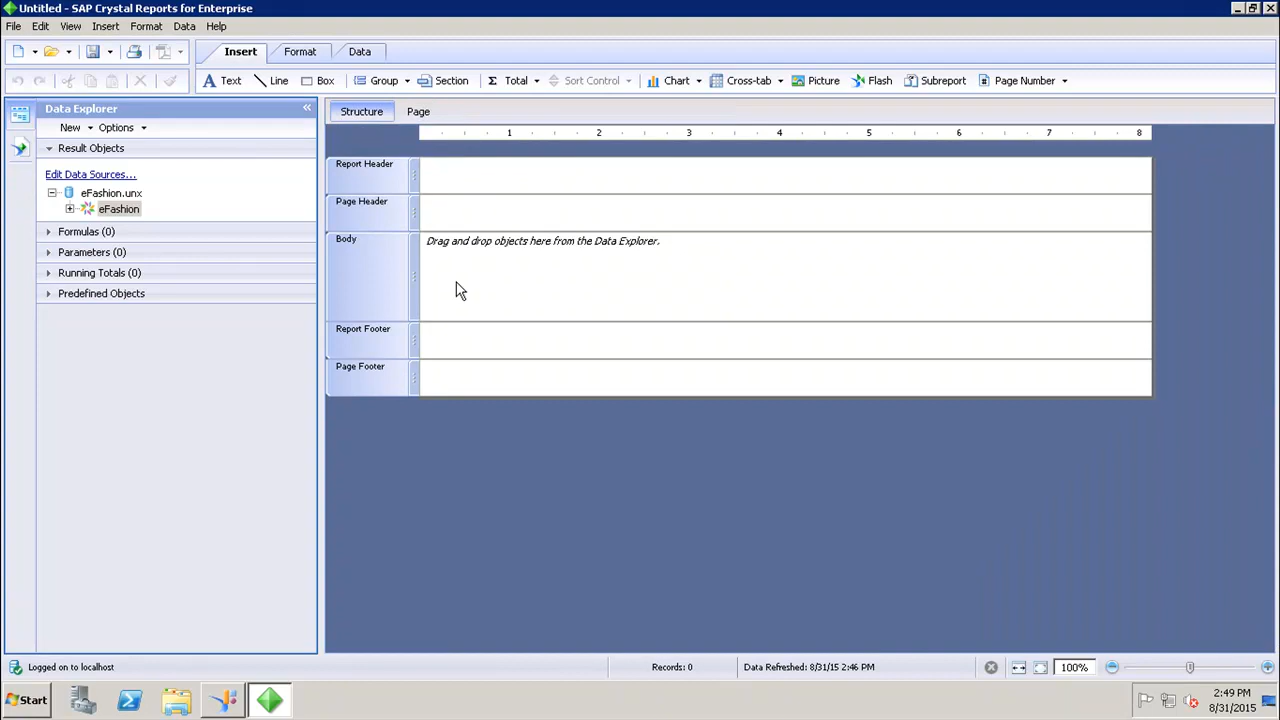 Untitled - SAP Crystal Reports for Enterprise
File Edit View Insert Format Data Help
Insert Format Data
Text Line Box Group Section Total Sort Control Chart Cross-tab Picture Flash Subreport Page Number
Data Explorer
New Options
Result Objects
Edit Data Sources...
eFashion.unx
eFashion
Formulas (0)
Parameters (0)
Running Totals (0)
Predefined Objects
Structure Page
1 2 3 4 5 6 7 8
Report Header
Page Header
Body
Drag and drop objects here from the Data Explorer.
Report Footer
Page Footer
Logged on to localhost
Records: 0
Data Refreshed: 8/31/15 2:46 PM
100%
Start
2:49 PM
8/31/2015